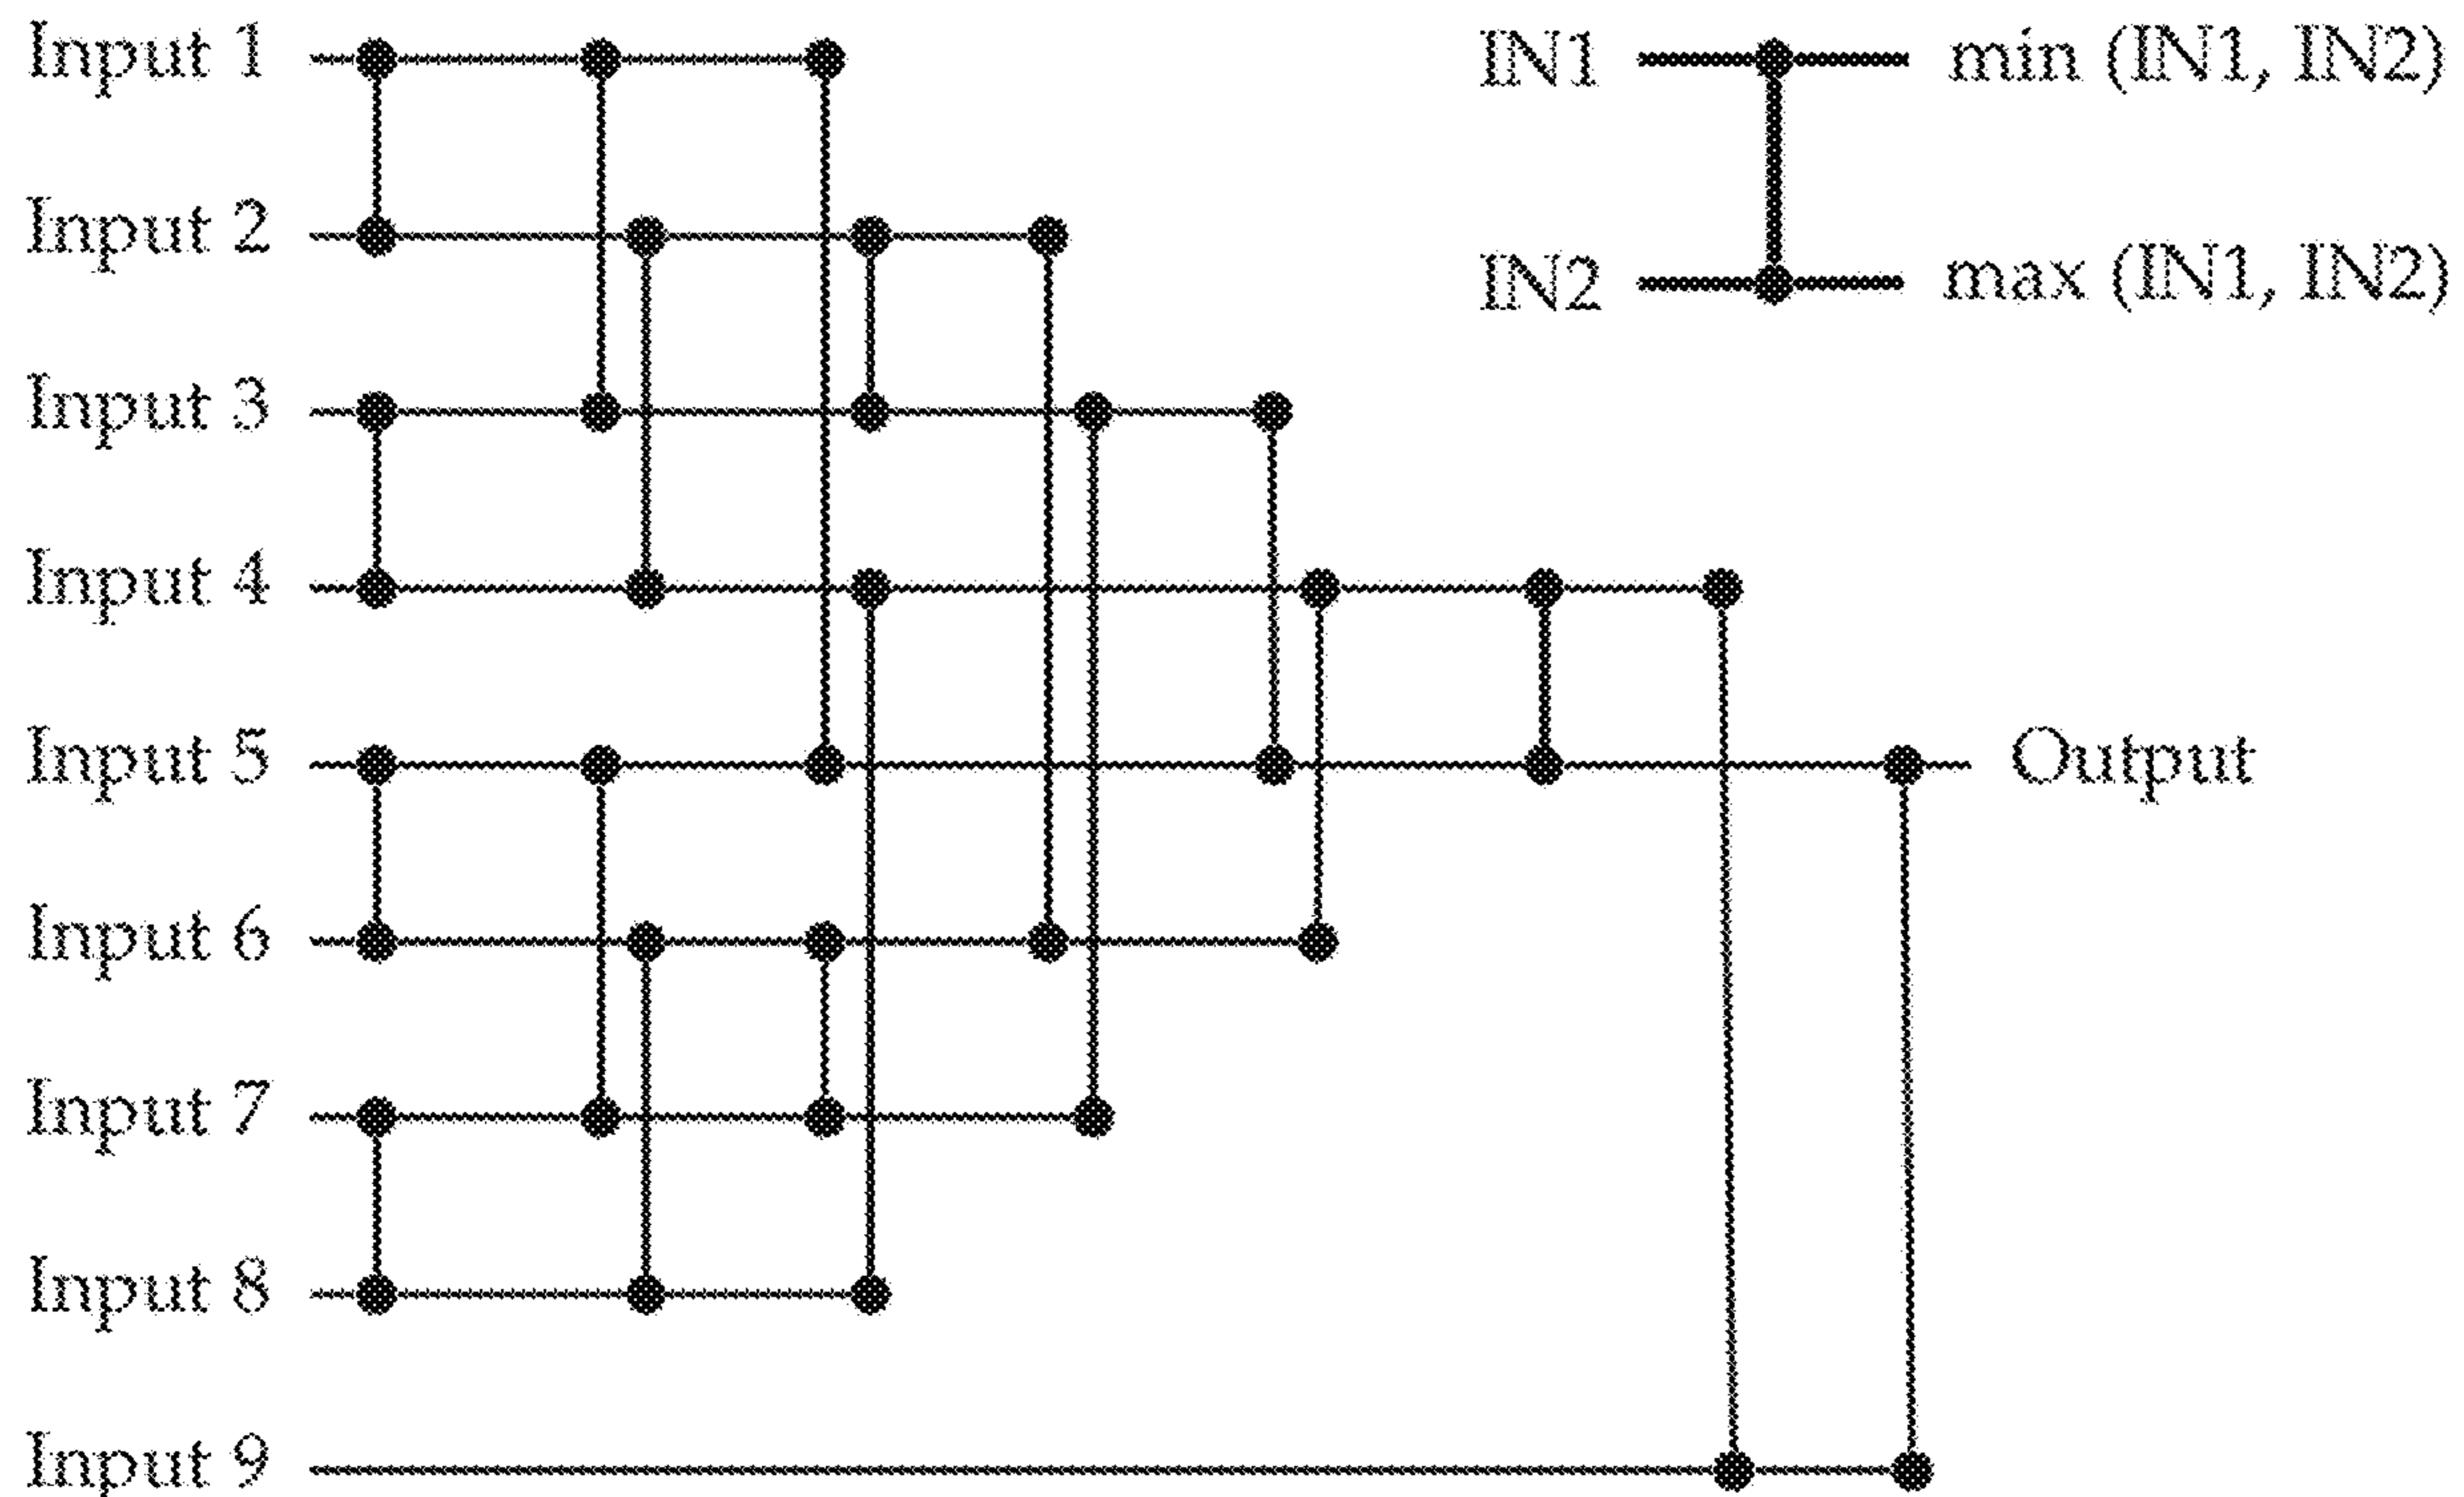 Input 1
IN1
min (IN1, IN2)
Input 2
IN2
max (IN1, IN2)
Input 3
Input 4
Input 5
Output
Input 6
Input 7
Input 8
Input 9